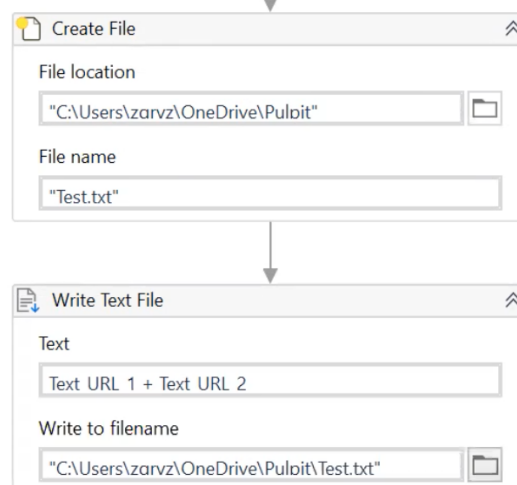 Create File
File location
"C:\Users\zarvz\OneDrive\Pulpit"
File name
"Test.txt"
Write Text File
Text
Text_URL_1 + Text_URL_2
Write to filename
"C:\Users\zarvz\OneDrive\Pulpit\Test.txt"